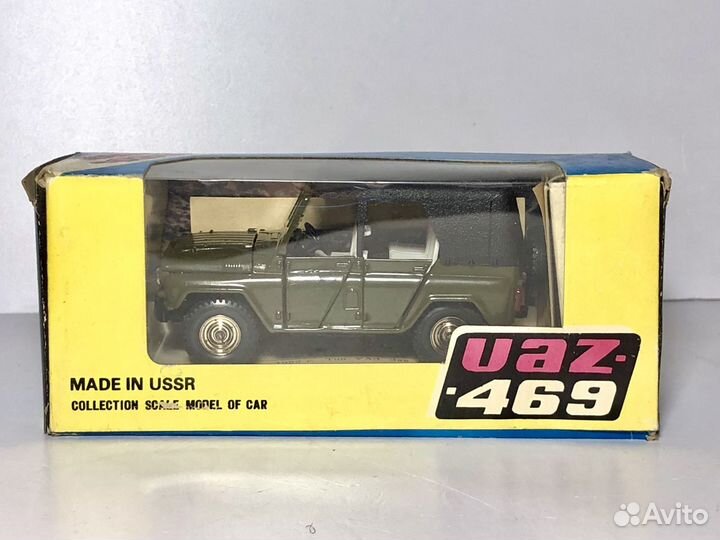 MADE IN USSR
COLLECTION SCALE MODEL OF CAR
uaz-
-469
Avito